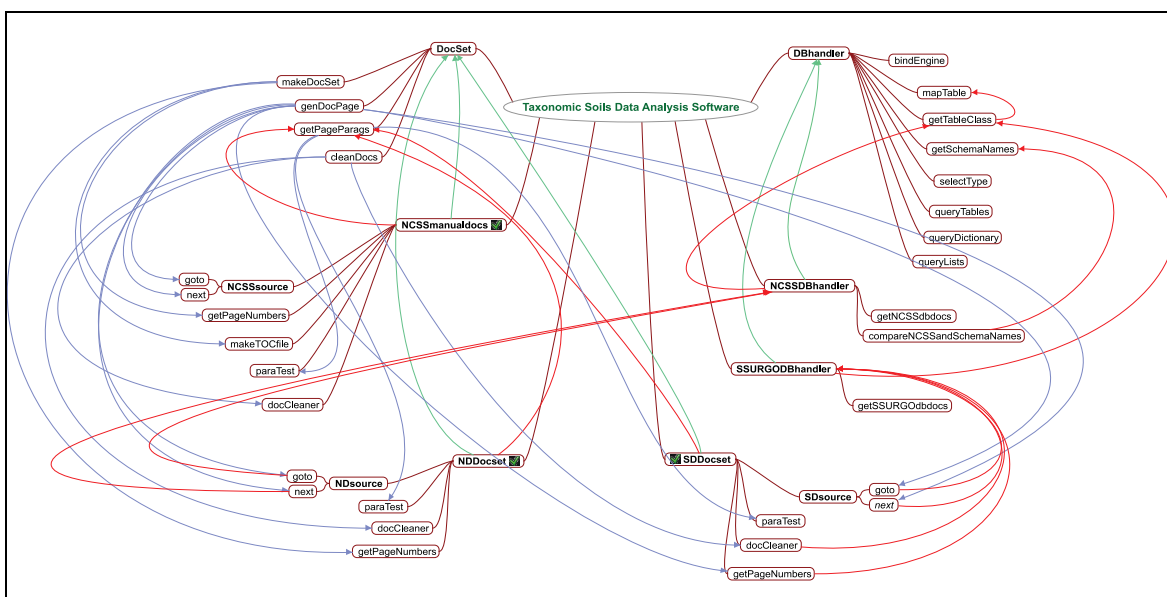 DocSet
makeDocSet
genDocPage
getPageParags
cleanDocs
Taxonomic Soils Data Analysis Software
DBhandler
bindEngine
mapTable
getTableClass
getSchemaNames
selectType
queryTables
queryDictionary
queryLists
NCSSmanualdocs
goto
next
NCSSsource
getPageNumbers
makeTOCfile
paraTest
docCleaner
NCSSDBhandler
getNCSSdbdocs
compareNCSSandSchemaNames
SSURGODBhandler
getSSURGOdbdocs
NDDocset
goto
next
NDsource
paraTest
docCleaner
getPageNumbers
SDDocset
SDsource
goto
next
paraTest
docCleaner
getPageNumbers